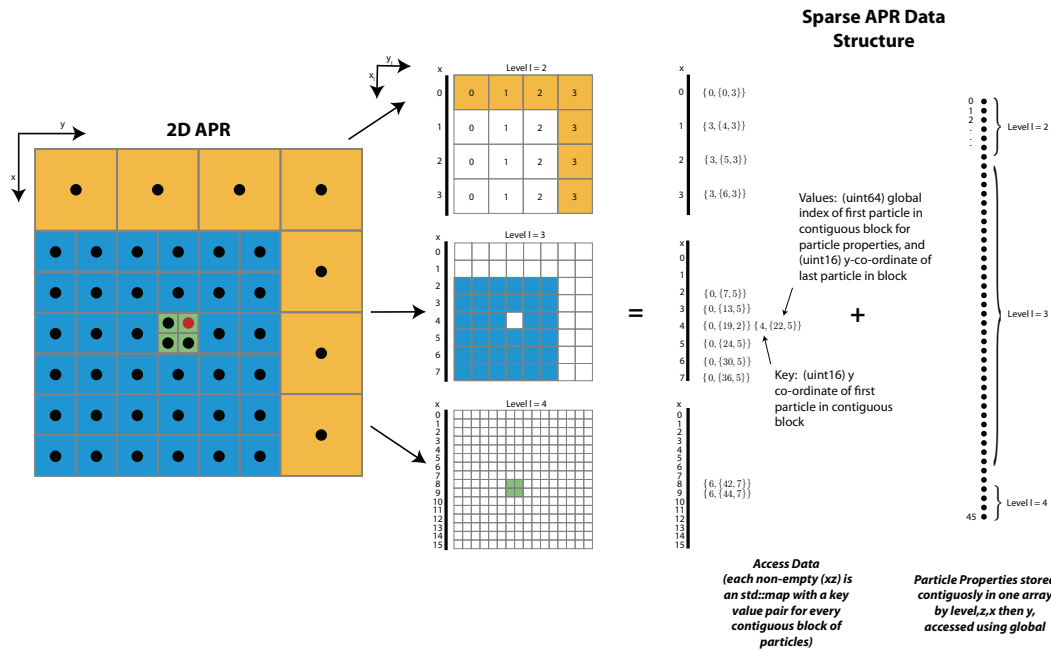 Sparse APR Data
Structure
2D APR
y
x
y_l
x_l
x
Level l = 2
0
0 1 2 3
1
0 1 2 3
2
0 1 2 3
3
0 1 2 3
x
Level l = 3
0
1
2
3
4
5
6
7
x
Level l = 4
0
1
2
3
4
5
6
7
8
9
10
11
12
13
14
15
=
x
0 {0, {0, 3}}
1 {3, {4, 3}}
2 {3, {5, 3}}
3 {3, {6, 3}}
x
0
1
2 {0, {7, 5}}
3 {0, {13, 5}}
4 {0, {19, 2}} {4, {22, 5}}
5 {0, {24, 5}}
6 {0, {30, 5}}
7 {0, {36, 5}}
x
0
1
2
3
4
5
6
7
8 {6, {42, 7}}
9 {6, {44, 7}}
10
11
12
13
14
15
Values: (uint64) global
index of first particle in
contiguous block for
particle properties, and
(uint16) y-co-ordinate of
last particle in block
Key: (uint16) y
co-ordinate of first
particle in contiguous
block
+
0
1
2
.
:
Level l = 2
Level l = 3
Level l = 4
45
Access Data
(each non-empty (xz) is
an std::map with a key
value pair for every
contiguous block of
particles)
Particle Properties stored
contiguosly in one array
by level,z,x then y,
accessed using global